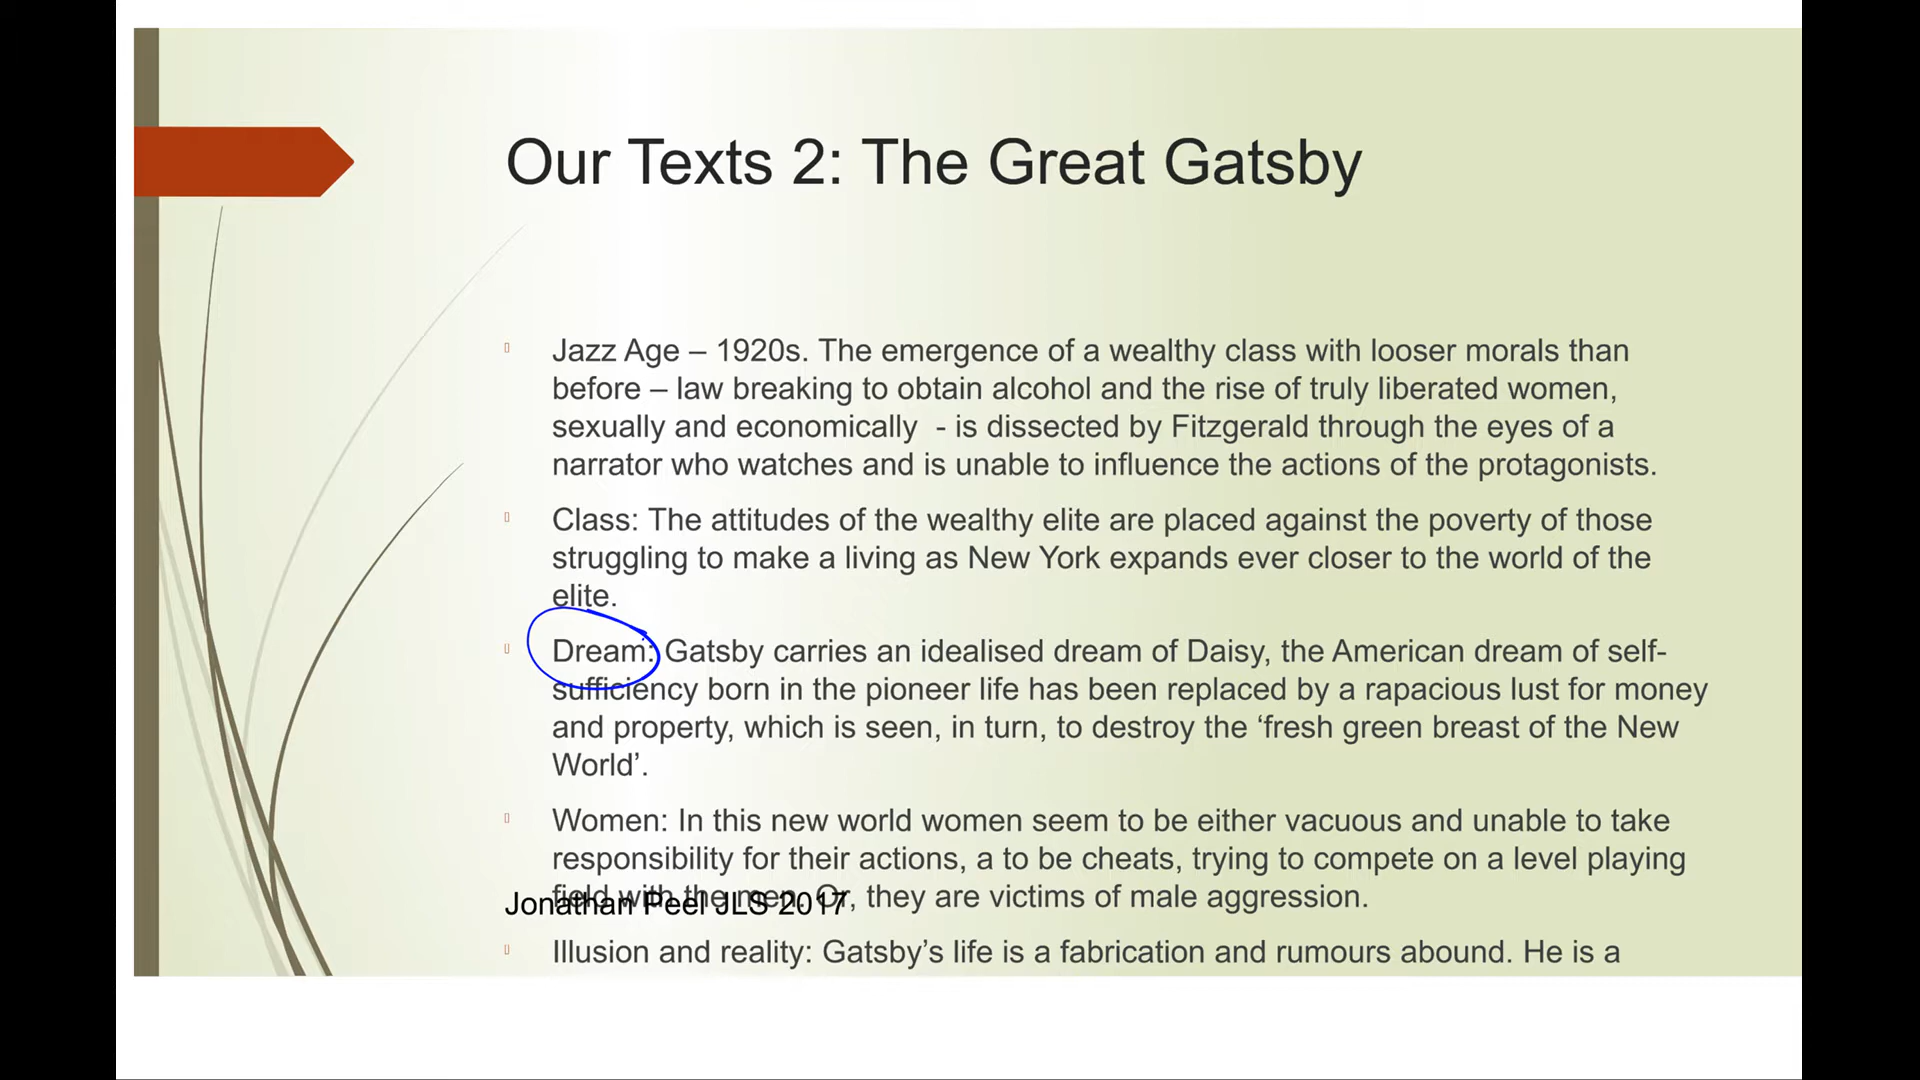 Our Texts 2: The Great Gatsby
Jazz Age – 1920s. The emergence of a wealthy class with looser morals than
before – law breaking to obtain alcohol and the rise of truly liberated women,
sexually and economically  - is dissected by Fitzgerald through the eyes of a
narrator who watches and is unable to influence the actions of the protagonists.
Class: The attitudes of the wealthy elite are placed against the poverty of those
struggling to make a living as New York expands ever closer to the world of the
elite.
Dream: Gatsby carries an idealised dream of Daisy, the American dream of self-
sufficiency born in the pioneer life has been replaced by a rapacious lust for money
and property, which is seen, in turn, to destroy the ‘fresh green breast of the New
World’.
Women: In this new world women seem to be either vacuous and unable to take
responsibility for their actions, a to be cheats, trying to compete on a level playing
field with the men. Or, they are victims of male aggression.
Jonathan Peel JLS 2017
Illusion and reality: Gatsby’s life is a fabrication and rumours abound. He is a